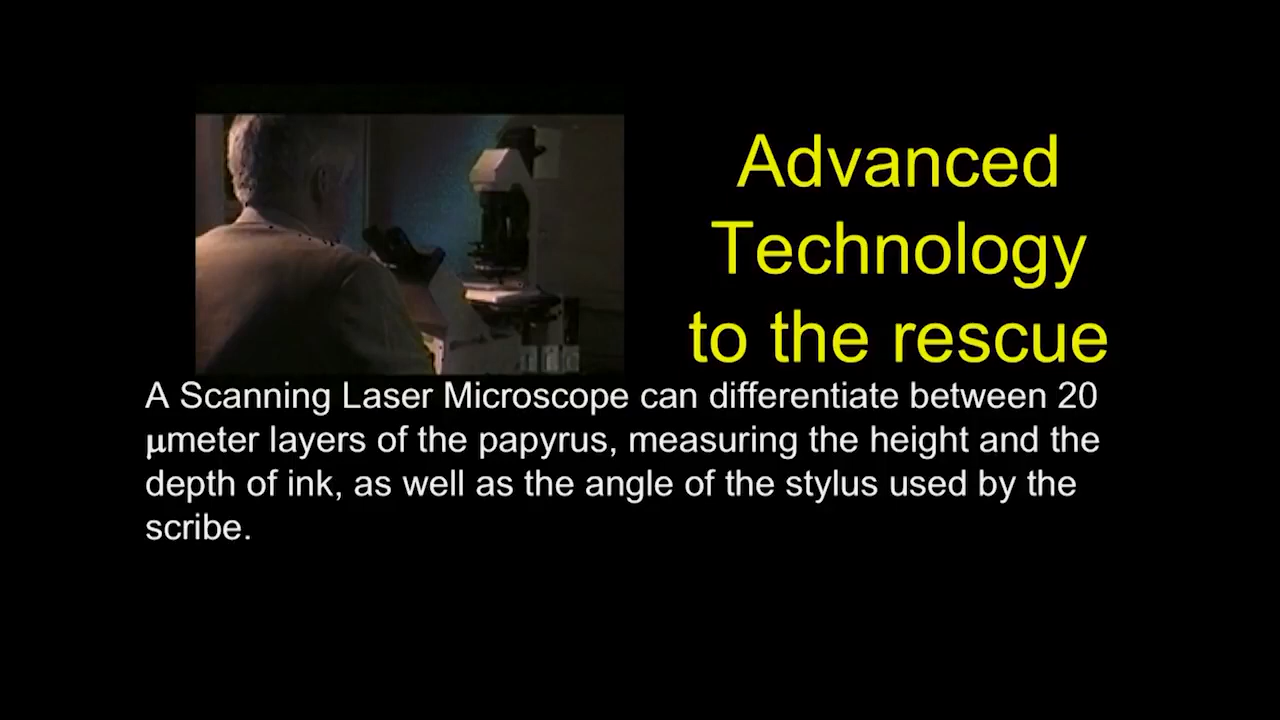 Advanced
Technology
to the rescue
A Scanning Laser Microscope can differentiate between 20
μmeter layers of the papyrus, measuring the height and the
depth of ink, as well as the angle of the stylus used by the
scribe.